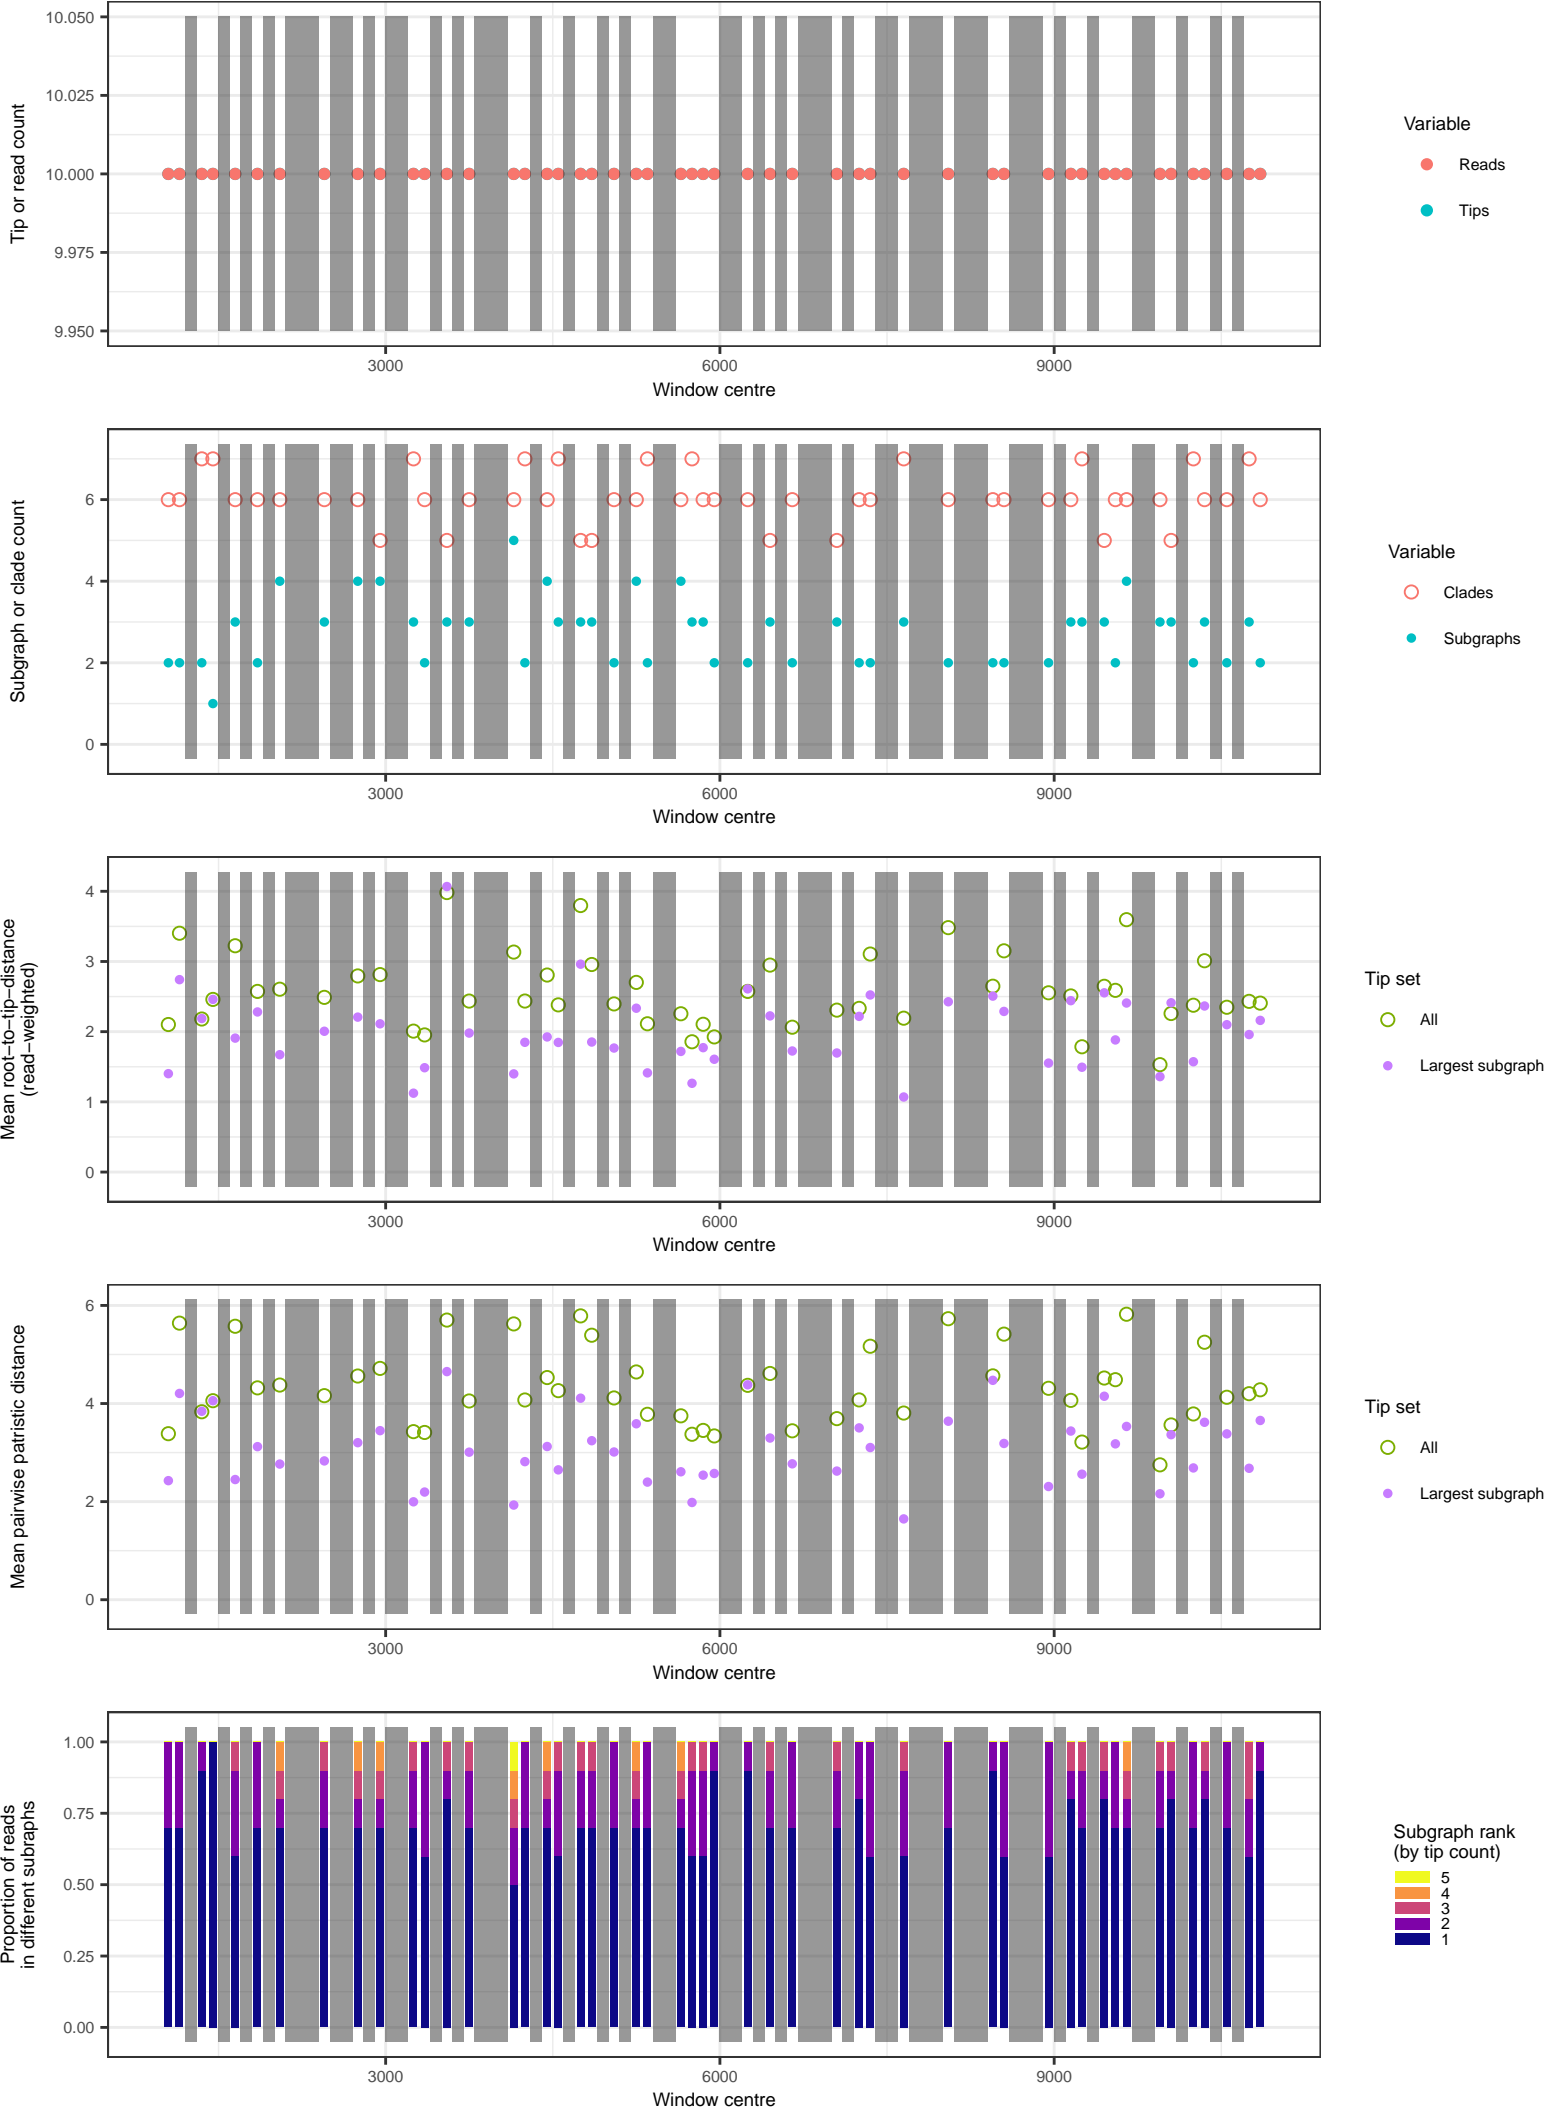 10.050
10.025
10.000
9.975
9.950
Tip or read count
3000
6000
9000
Window centre
Variable
Reads
Tips
6
4
2
0
Subgraph or clade count
3000
6000
9000
Window centre
Variable
Clades
Subgraphs
4
3
2
1
0
Mean root−to−tip−distance
(read−weighted)
3000
6000
9000
Window centre
Tip set
All
Largest subgraph
6
4
2
0
Mean pairwise patristic distance
3000
6000
9000
Window centre
Tip set
All
Largest subgraph
1.00
0.75
0.50
0.25
0.00
Proportion of reads
in different subraphs
3000
6000
9000
Window centre
Subgraph rank
(by tip count)
5
4
3
2
1